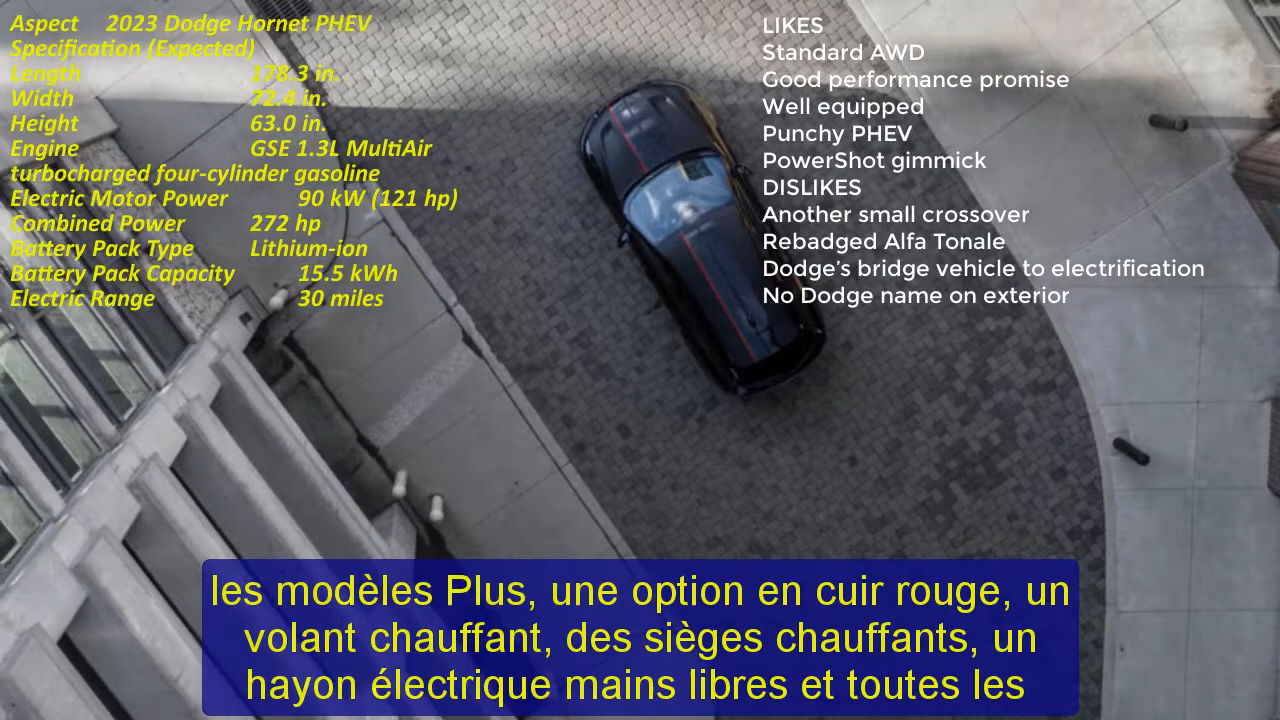 Aspect 2023 Dodge Hornet PHEV
Specification (Expected)
Length 178.3 in.
Width 72.4 in.
Height 63.0 in.
Engine GSE 1.3L MultiAir
turbocharged four-cylinder gasoline
Electric Motor Power 90 kW (121 hp)
Combined Power 272 hp
Battery Pack Type Lithium-ion
Battery Pack Capacity 15.5 kWh
Electric Range 30 miles
LIKES
Standard AWD
Good performance promise
Well equipped
Punchy PHEV
PowerShot gimmick
DISLIKES
Another small crossover
Rebadged Alfa Tonale
Dodge's bridge vehicle to electrification
No Dodge name on exterior
les modèles Plus, une option en cuir rouge, un
volant chauffant, des sièges chauffants, un
hayon électrique mains libres et toutes les